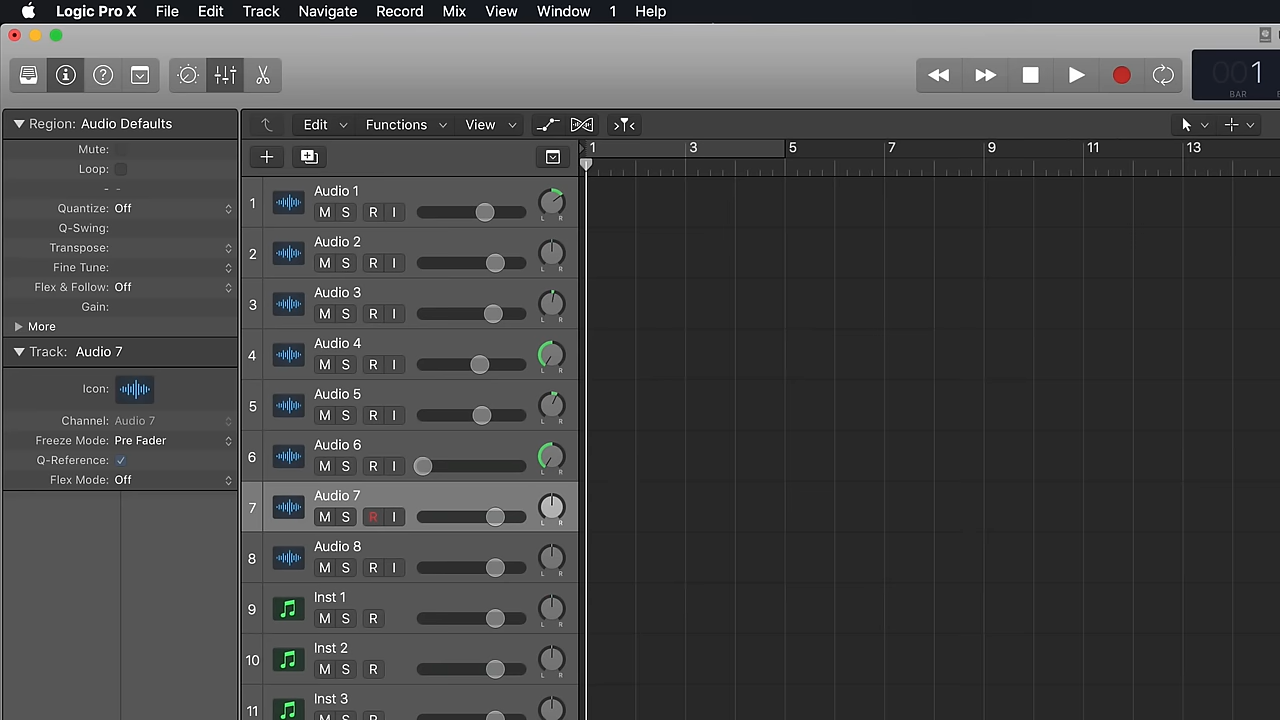 Logic Pro X File Edit Track Navigate Record Mix View Window 1 Help
001
BAR
Region: Audio Defaults
Edit Functions View
Mute:
Loop:
Quantize: Off
Q-Swing:
Transpose:
Fine Tune:
Flex & Follow: Off
Gain:
More
Track: Audio 7
Icon:
Channel: Audio 7
Freeze Mode: Pre Fader
Q-Reference:
Flex Mode: Off
1 3 5 7 9 11 13
1 Audio 1
M S R I L R
2 Audio 2
M S R I L R
3 Audio 3
M S R I L R
4 Audio 4
M S R I L R
5 Audio 5
M S R I L R
6 Audio 6
M S R I L R
7 Audio 7
M S R I L R
8 Audio 8
M S R I L R
9 Inst 1
M S R L R
10 Inst 2
M S R L R
11 Inst 3
M S R